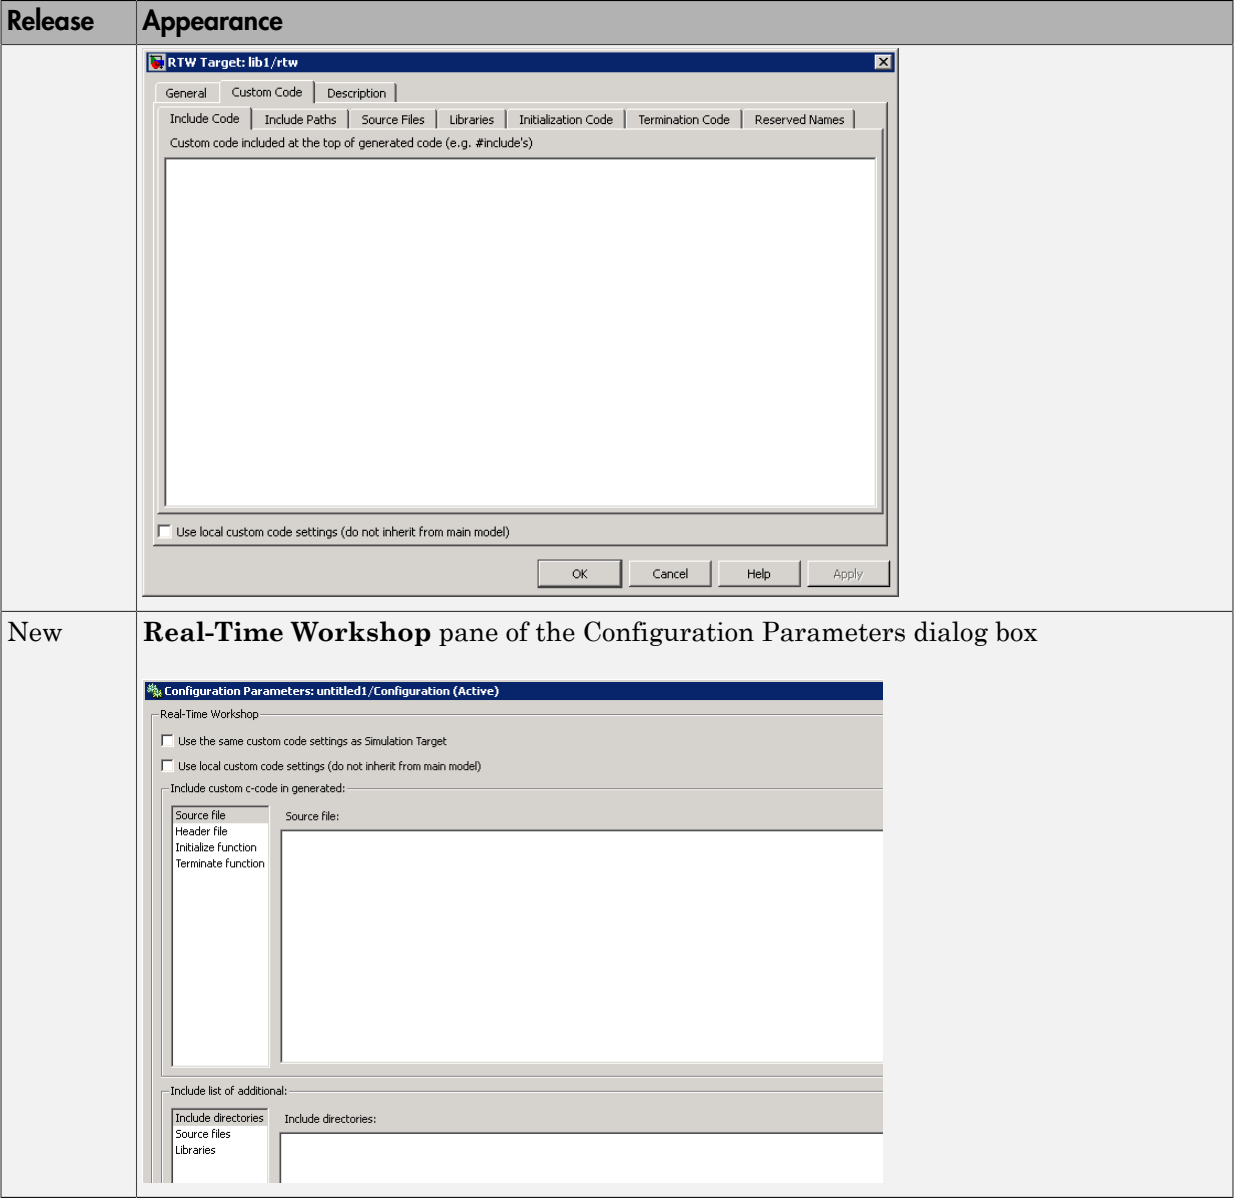 Release Appearance
RTW Target: lib1/rtw
General Custom Code Description
Include Code Include Paths Source Files Libraries Initialization Code Termination Code Reserved Names
Custom code included at the top of generated code (e.g. #include's)
Use local custom code settings (do not inherit from main model)
OK Cancel Help Apply
New Real-Time Workshop pane of the Configuration Parameters dialog box
Configuration Parameters: untitled1/Configuration (Active)
Real-Time Workshop
Use the same custom code settings as Simulation Target
Use local custom code settings (do not inherit from main model)
Include custom c-code in generated:
Source file Source file:
Header file
Initialize function
Terminate function
Include list of additional:
Include directories Include directories:
Source files
Libraries